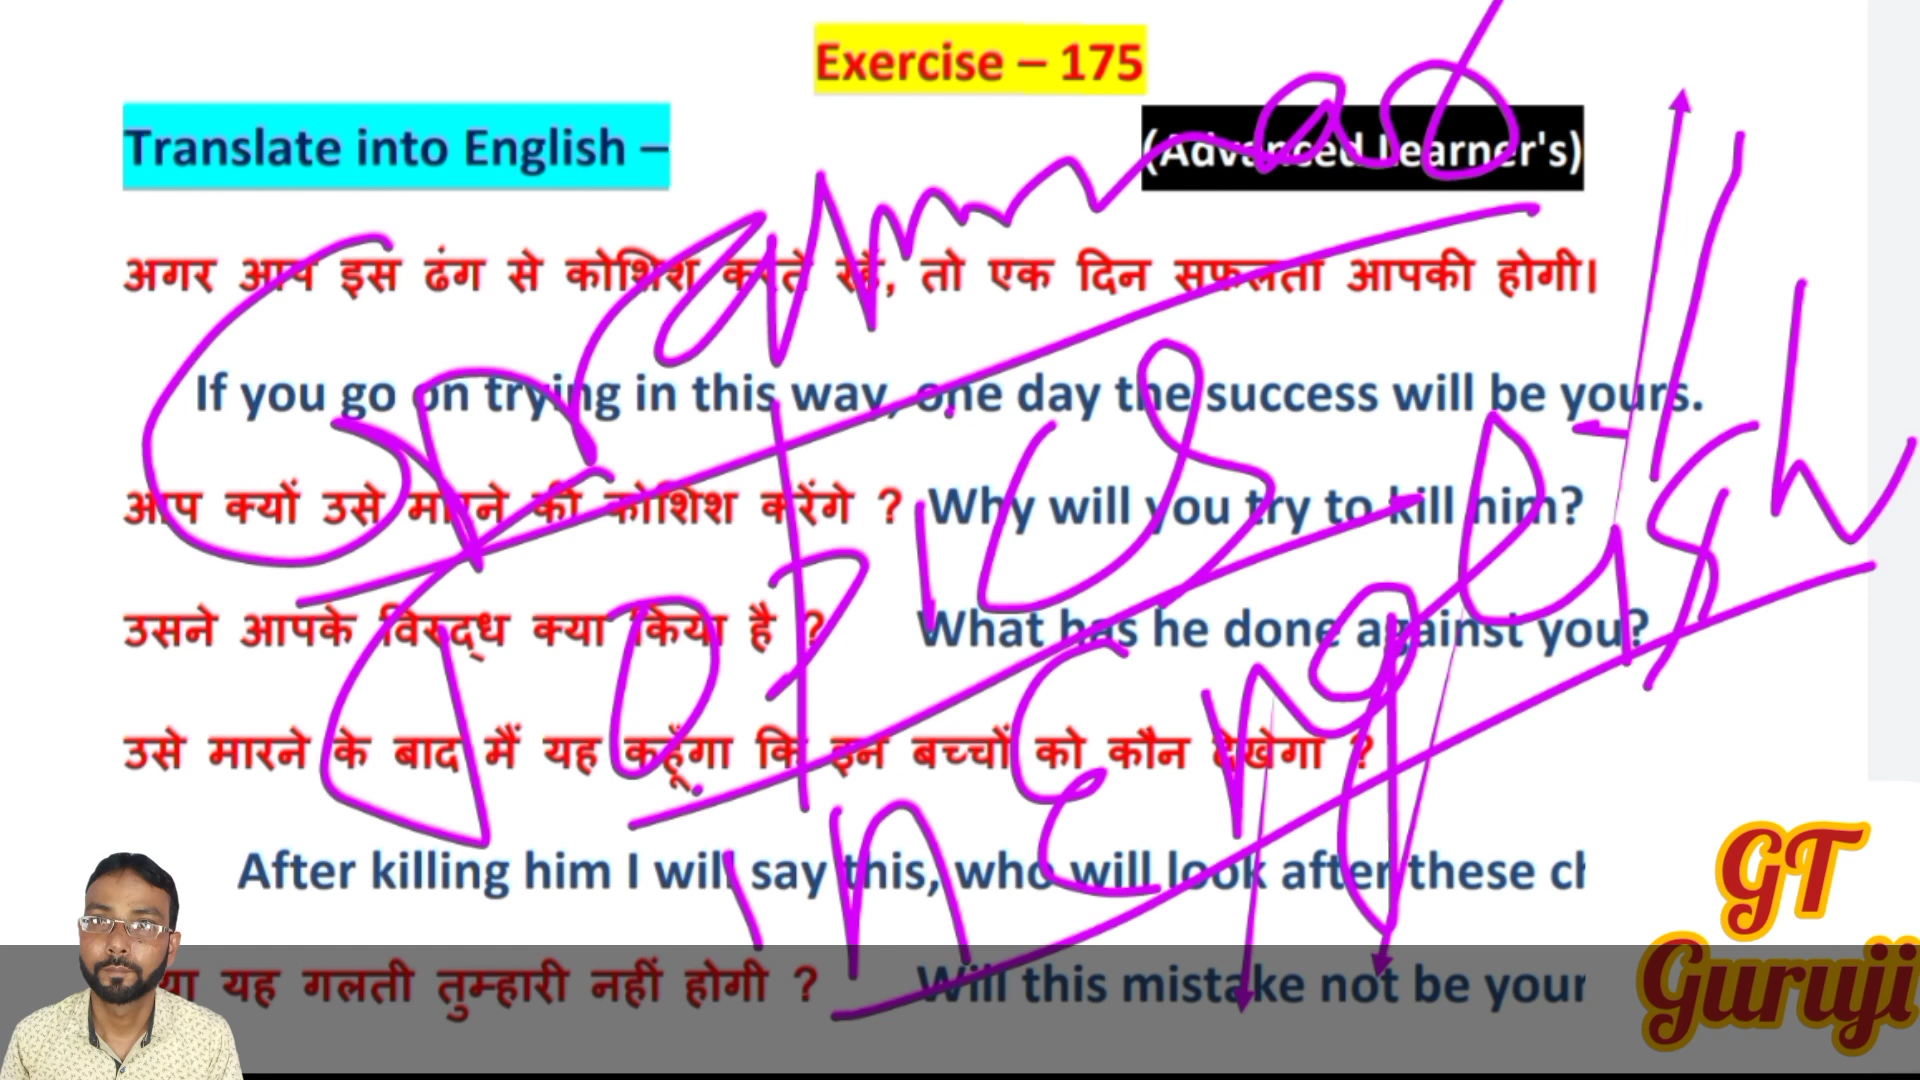 Exercise – 175
Translate into English – (Advanced Learner's)
अगर आप इस ढंग से कोशिश करते रहें, तो एक दिन सफलता आपकी होगी।
If you go on trying in this way, one day the success will be yours.
आप क्यों उसे मारने की कोशिश करेंगे ? Why will you try to kill him?
उसने आपके विरुद्ध क्या किया है ? What has he done against you?
उसे मारने के बाद मैं यह कहूँगा कि इन बच्चों को कौन देखेगा ?
After killing him I will say this, who will look after these
यह गलती तुम्हारी नहीं होगी ? Will this mistake not be your
GT
Guruji
topics
in English